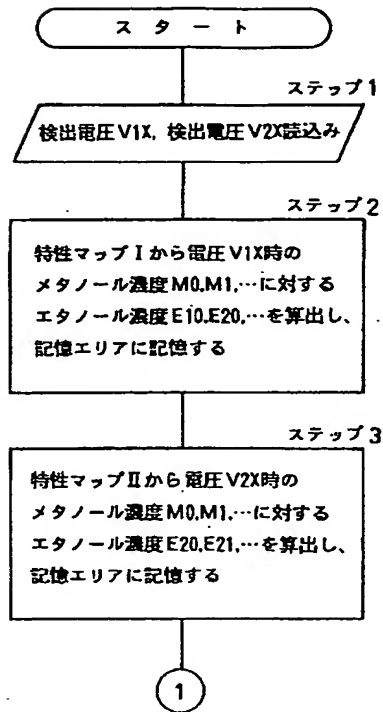 スタート
ステップ1
検出電圧V1X, 検出電圧V2X読込み
ステップ2
特性マップIから電圧V1X時の
メタノール濃度M0,M1,…に対する
エタノール濃度E10,E20,…を算出し、
記憶エリアに記憶する
ステップ3
特性マップⅡから電圧V2X時の
メタノール濃度M0,M1,…に対する
エタノール濃度E20,E21,…を算出し、
記憶エリアに記憶する
1